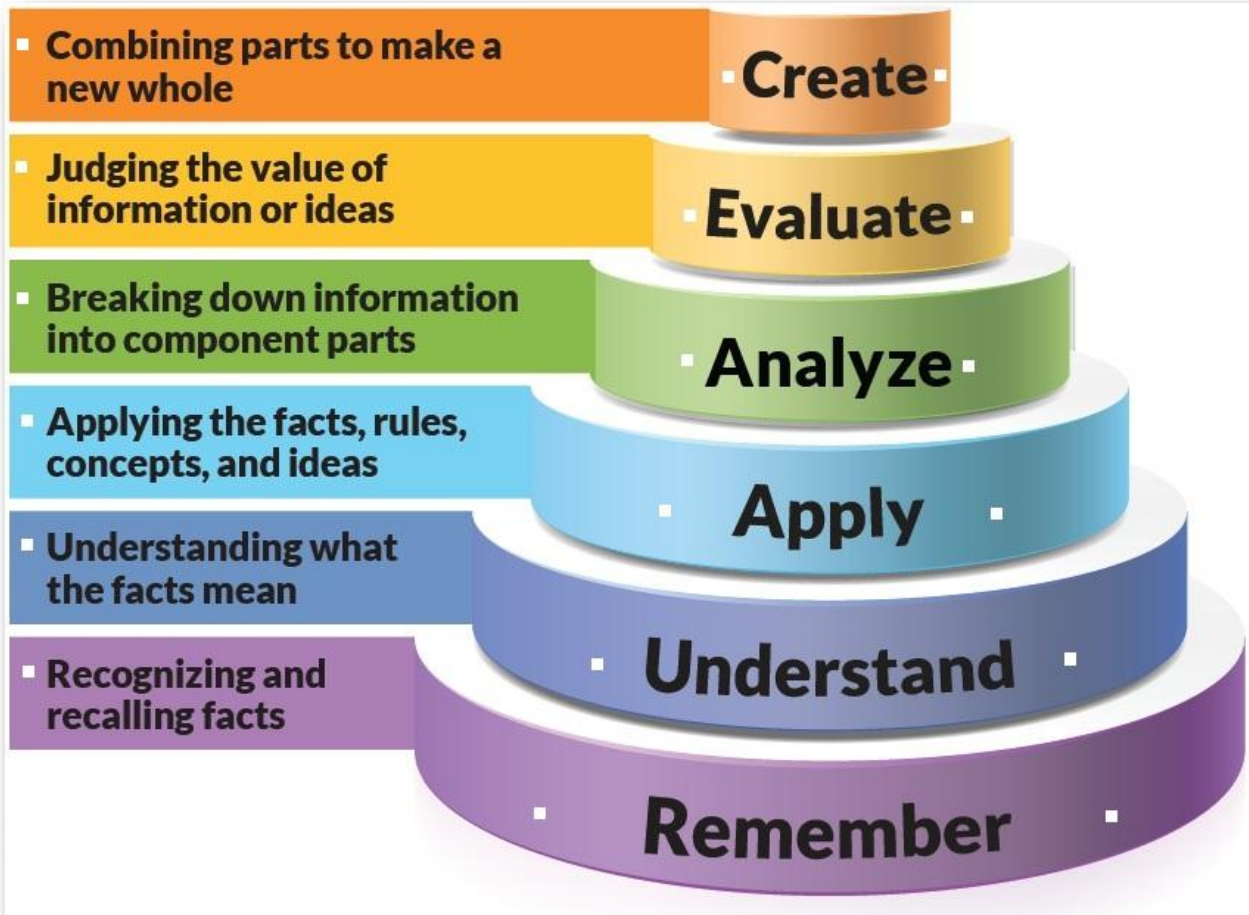 Combining parts to make a
new whole
Create
Judging the value of
information or ideas
Evaluate
Breaking down information
into component parts
Analyze
Applying the facts, rules,
concepts, and ideas
Apply
Understanding what
the facts mean
Understand
Recognizing and
recalling facts
Remember